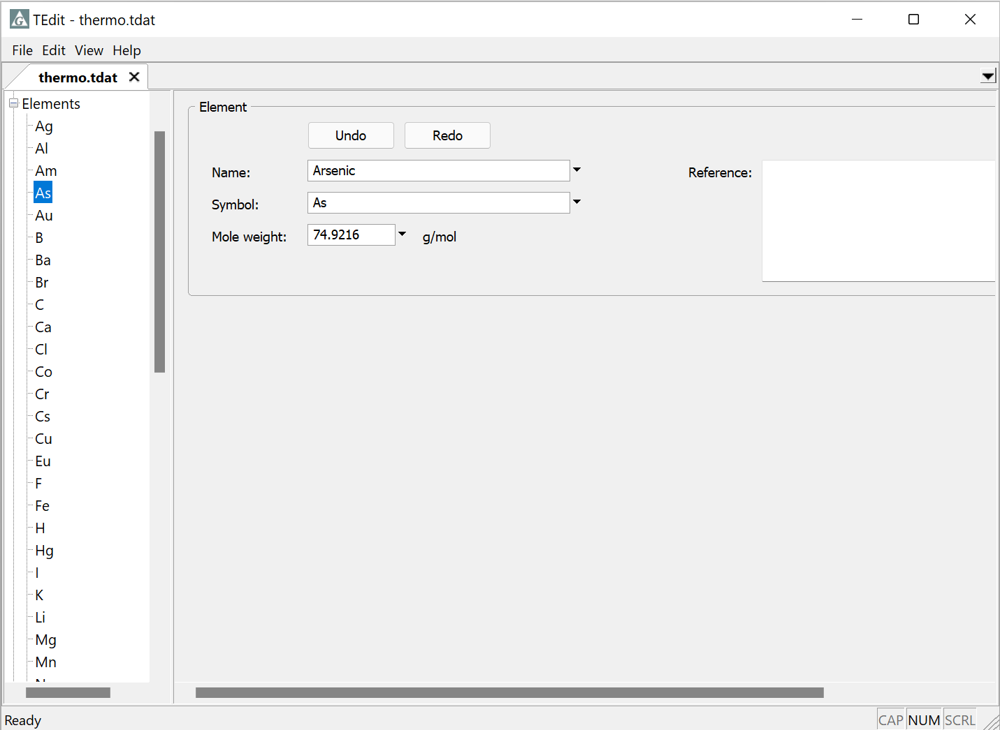 TEdit - thermo.tdat
File Edit View Help
thermo.tdat
Elements
Ag
Al
Am
As
Au
B
Ba
Br
C
Ca
Cl
Co
Cr
Cs
Cu
Eu
F
Fe
H
Hg
I
K
Li
Mg
Mn
Element
Undo Redo
Name: Arsenic
Reference:
Symbol: As
Mole weight: 74.9216 g/mol
Ready
CAP NUM SCRL